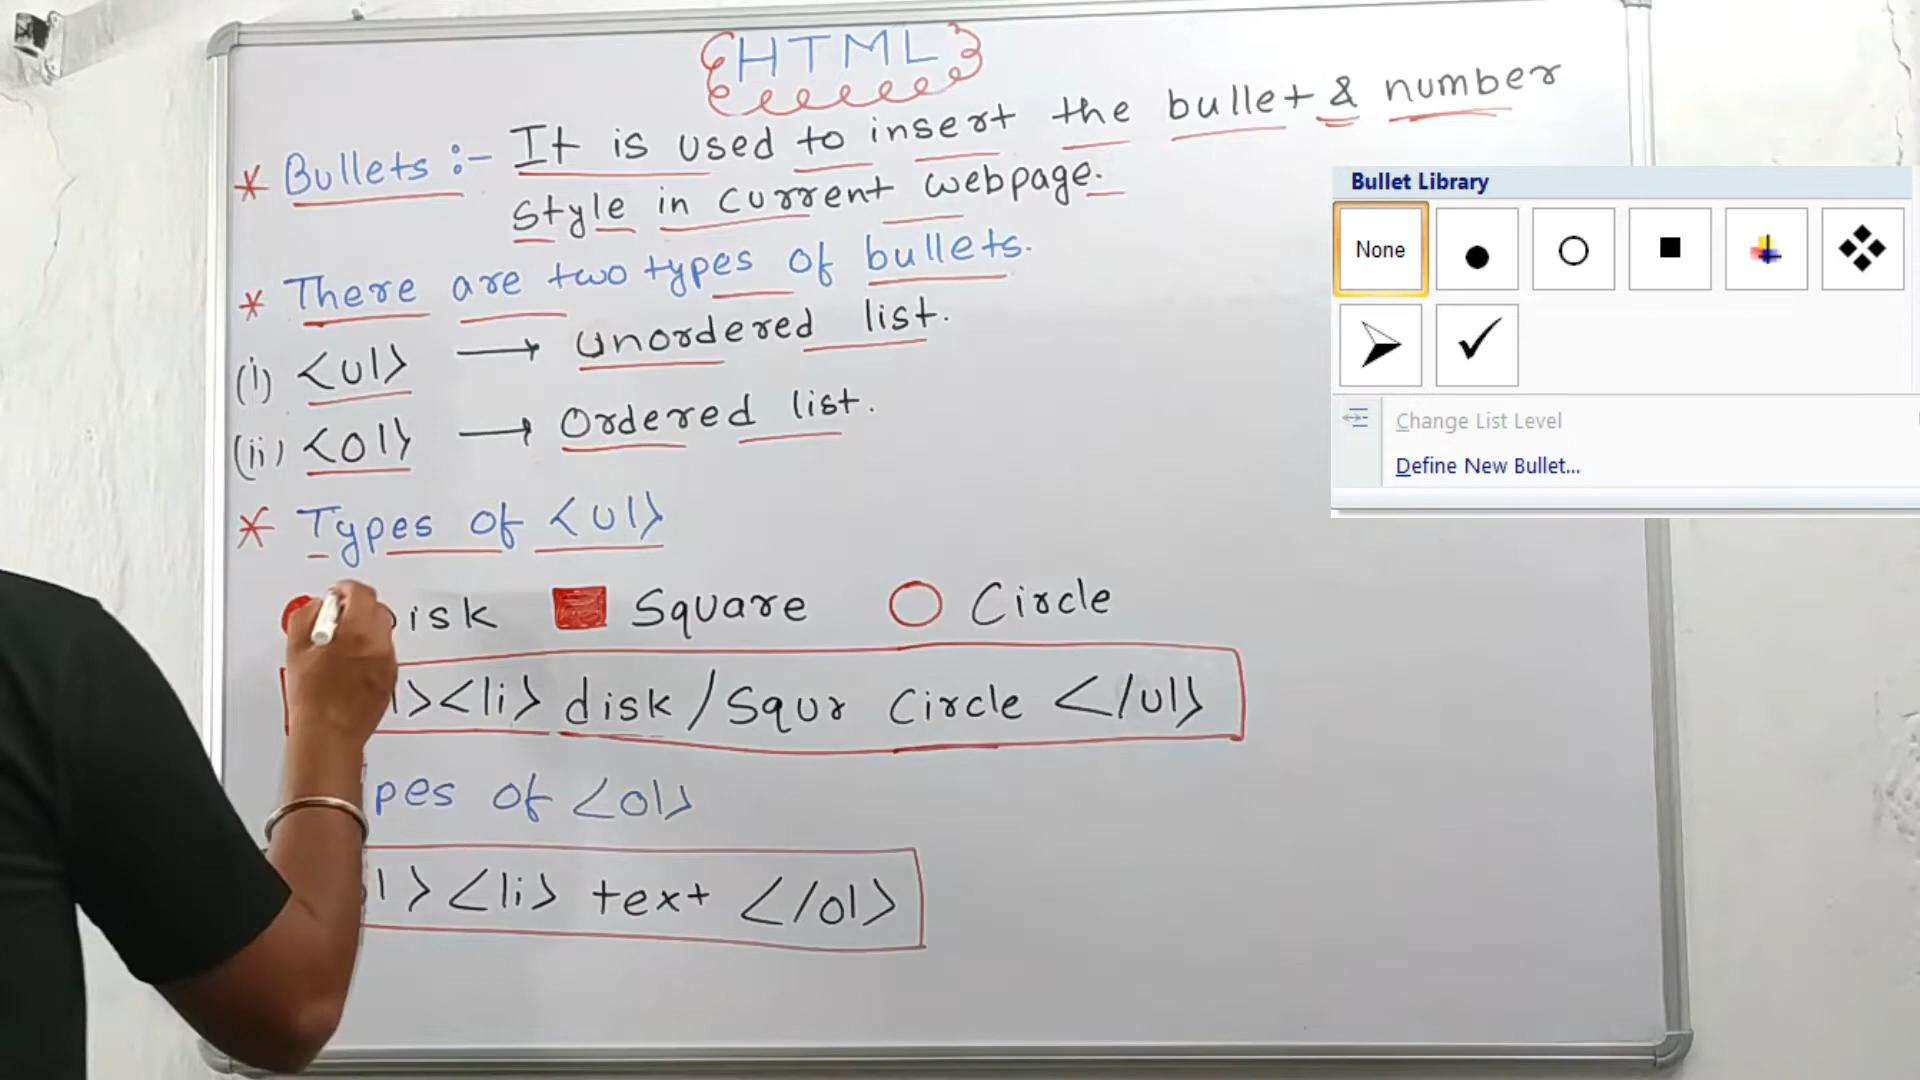 HTML
* Bullets :- It is used to insert the bullet & number
style in current webpage.
* There are two types of bullets.
(i) <ul> → unordered list.
(ii) <ol> → Ordered list.
* Types of <ul>
isk Square Circle
l><li> disk/Squr Circle </ul>
pes of <ol>
l><li> text </ol>
Bullet Library
None
Change List Level
Define New Bullet...